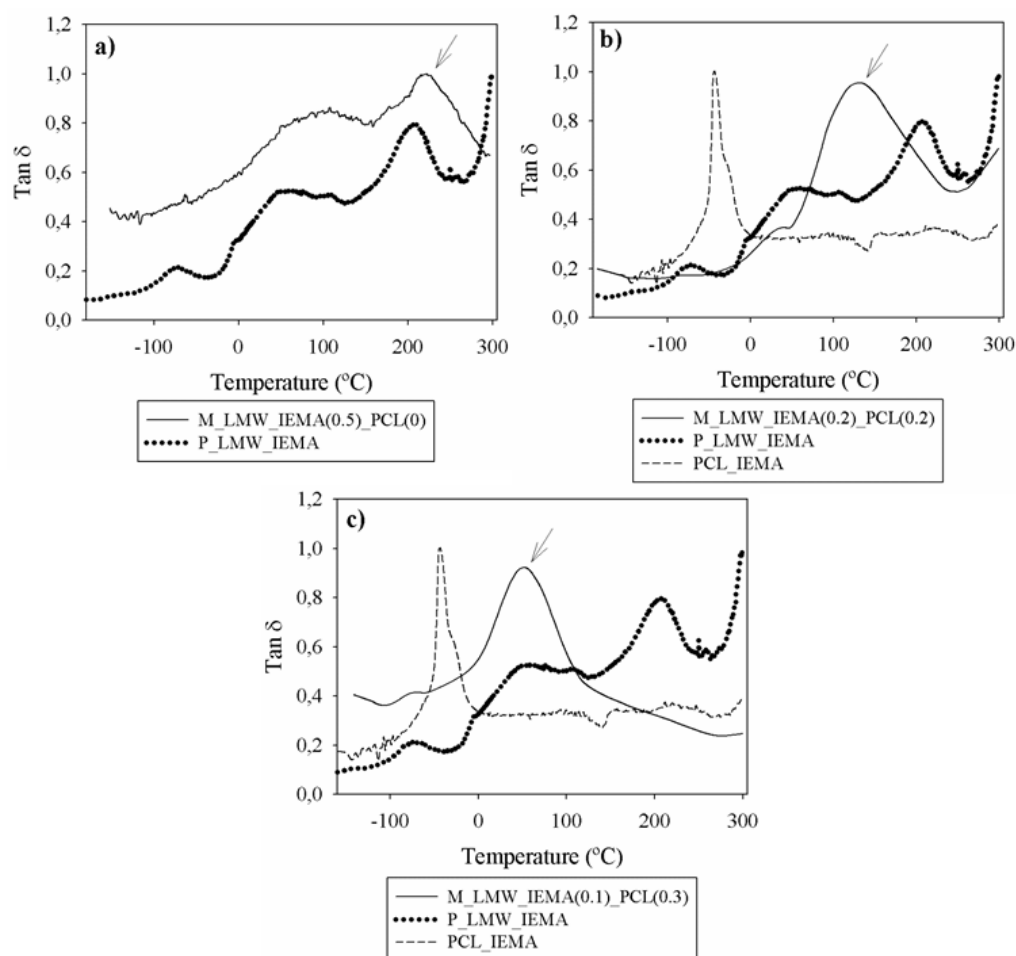 a)
1,2
1,0
0,8
0,6
0,4
0,2
0,0
Tan δ
-100 0 100 200 300
Temperature (ºC)
M_LMW_IEMA(0.5)_PCL(0)
P_LMW_IEMA
b)
1,2
1,0
0,8
0,6
0,4
0,2
0,0
Tan δ
-100 0 100 200 300
Temperature (ºC)
M_LMW_IEMA(0.2)_PCL(0.2)
P_LMW_IEMA
PCL_IEMA
c)
1,2
1,0
0,8
0,6
0,4
0,2
0,0
Tan δ
-100 0 100 200 300
Temperature (ºC)
M_LMW_IEMA(0.1)_PCL(0.3)
P_LMW_IEMA
PCL_IEMA